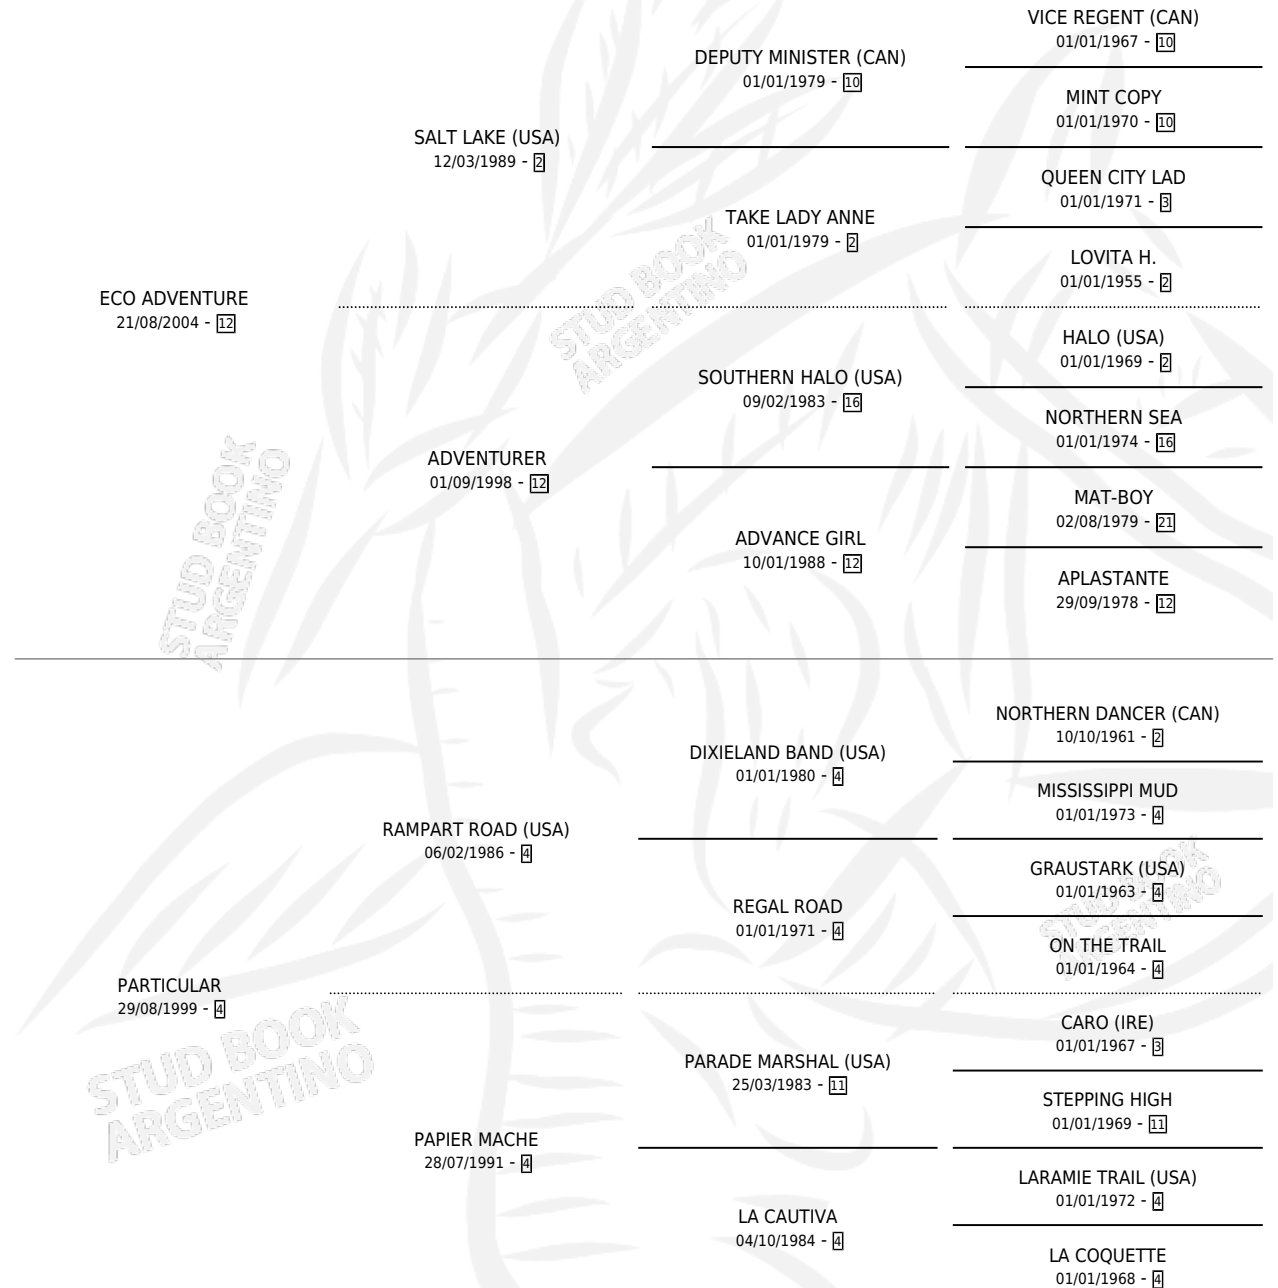 VICE REGENT (CAN)
01/01/1967 - 10
DEPUTY MINISTER (CAN)
01/01/1979 - 10
MINT COPY
01/01/1970 - 10
SALT LAKE (USA)
12/03/1989 - 2
QUEEN CITY LAD
01/01/1971 - 3
TAKE LADY ANNE
01/01/1979 - 2
LOVITA H.
01/01/1955 - 2
ECO ADVENTURE
21/08/2004 - 12
HALO (USA)
01/01/1969 - 2
SOUTHERN HALO (USA)
09/02/1983 - 16
NORTHERN SEA
01/01/1974 - 16
ADVENTURER
01/09/1998 - 12
MAT-BOY
02/08/1979 - 21
ADVANCE GIRL
10/01/1988 - 12
APLASTANTE
29/09/1978 - 12
STUD BOOK
ARGENTINO
STUD BOOK
ARGENTINO
NORTHERN DANCER (CAN)
10/10/1961 - 2
DIXIELAND BAND (USA)
01/01/1980 - 4
MISSISSIPPI MUD
01/01/1973 - 4
RAMPART ROAD (USA)
06/02/1986 - 4
GRAUSTARK (USA)
01/01/1963 - 4
REGAL ROAD
01/01/1971 - 4
ON THE TRAIL
01/01/1964 - 4
PARTICULAR
29/08/1999 - 4
CARO (IRE)
01/01/1967 - 3
PARADE MARSHAL (USA)
25/03/1983 - 11
STEPPING HIGH
01/01/1969 - 11
PAPIER MACHE
28/07/1991 - 4
LARAMIE TRAIL (USA)
01/01/1972 - 4
LA CAUTIVA
04/10/1984 - 4
LA COQUETTE
01/01/1968 - 4
STUD BOOK
ARGENTINO
STUD BOOK
ARGENTINO